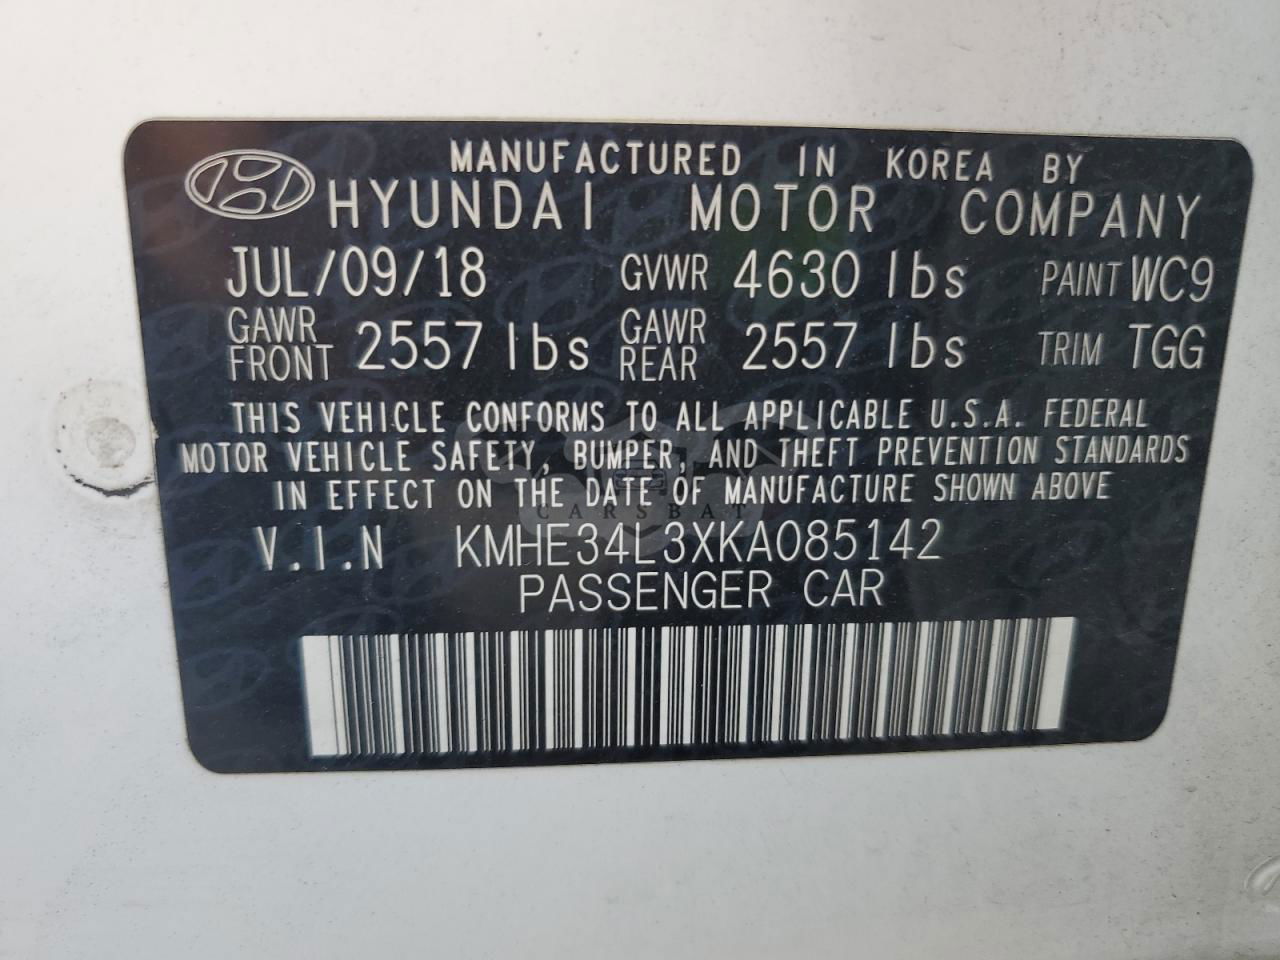 MANUFACTURED IN KOREA BY
HYUNDAI MOTOR COMPANY
JUL/09/18 GVWR 4630 lbs PAINT WC9
GAWR FRONT 2557 lbs GAWR REAR 2557 lbs TRIM TGG
THIS VEHICLE CONFORMS TO ALL APPLICABLE U.S.A. FEDERAL
MOTOR VEHICLE SAFETY, BUMPER, AND THEFT PREVENTION STANDARDS
IN EFFECT ON THE DATE OF MANUFACTURE SHOWN ABOVE
CARSBAT
V.I.N KMHE34L3XKA085142
PASSENGER CAR